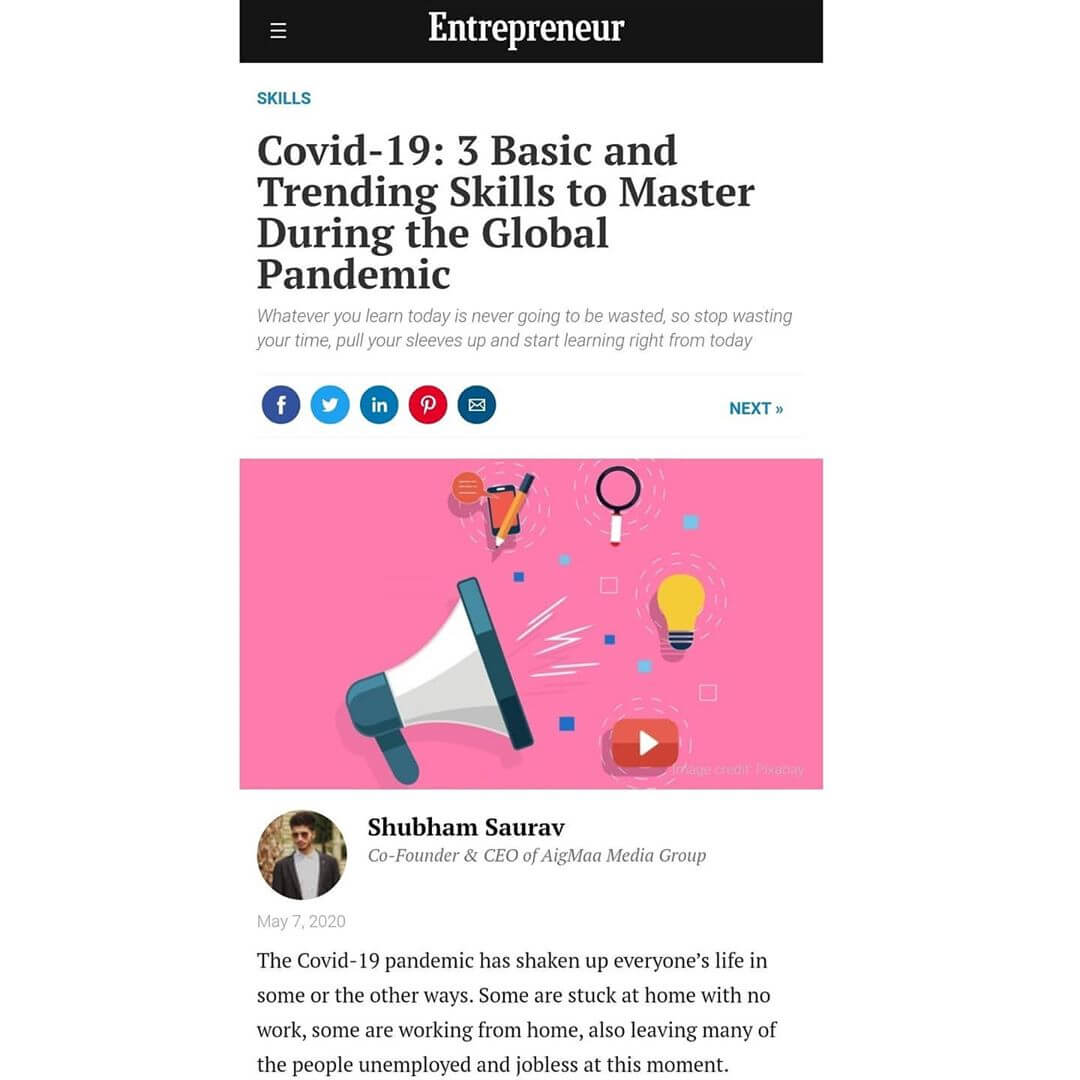 Entrepreneur
SKILLS
Covid-19: 3 Basic and
Trending Skills to Master
During the Global
Pandemic
Whatever you learn today is never going to be wasted, so stop wasting
your time, pull your sleeves up and start learning right from today
NEXT »
Image credit: Pixabay
Shubham Saurav
Co-Founder & CEO of AigMaa Media Group
May 7, 2020
The Covid-19 pandemic has shaken up everyone’s life in
some or the other ways. Some are stuck at home with no
work, some are working from home, also leaving many of
the people unemployed and jobless at this moment.